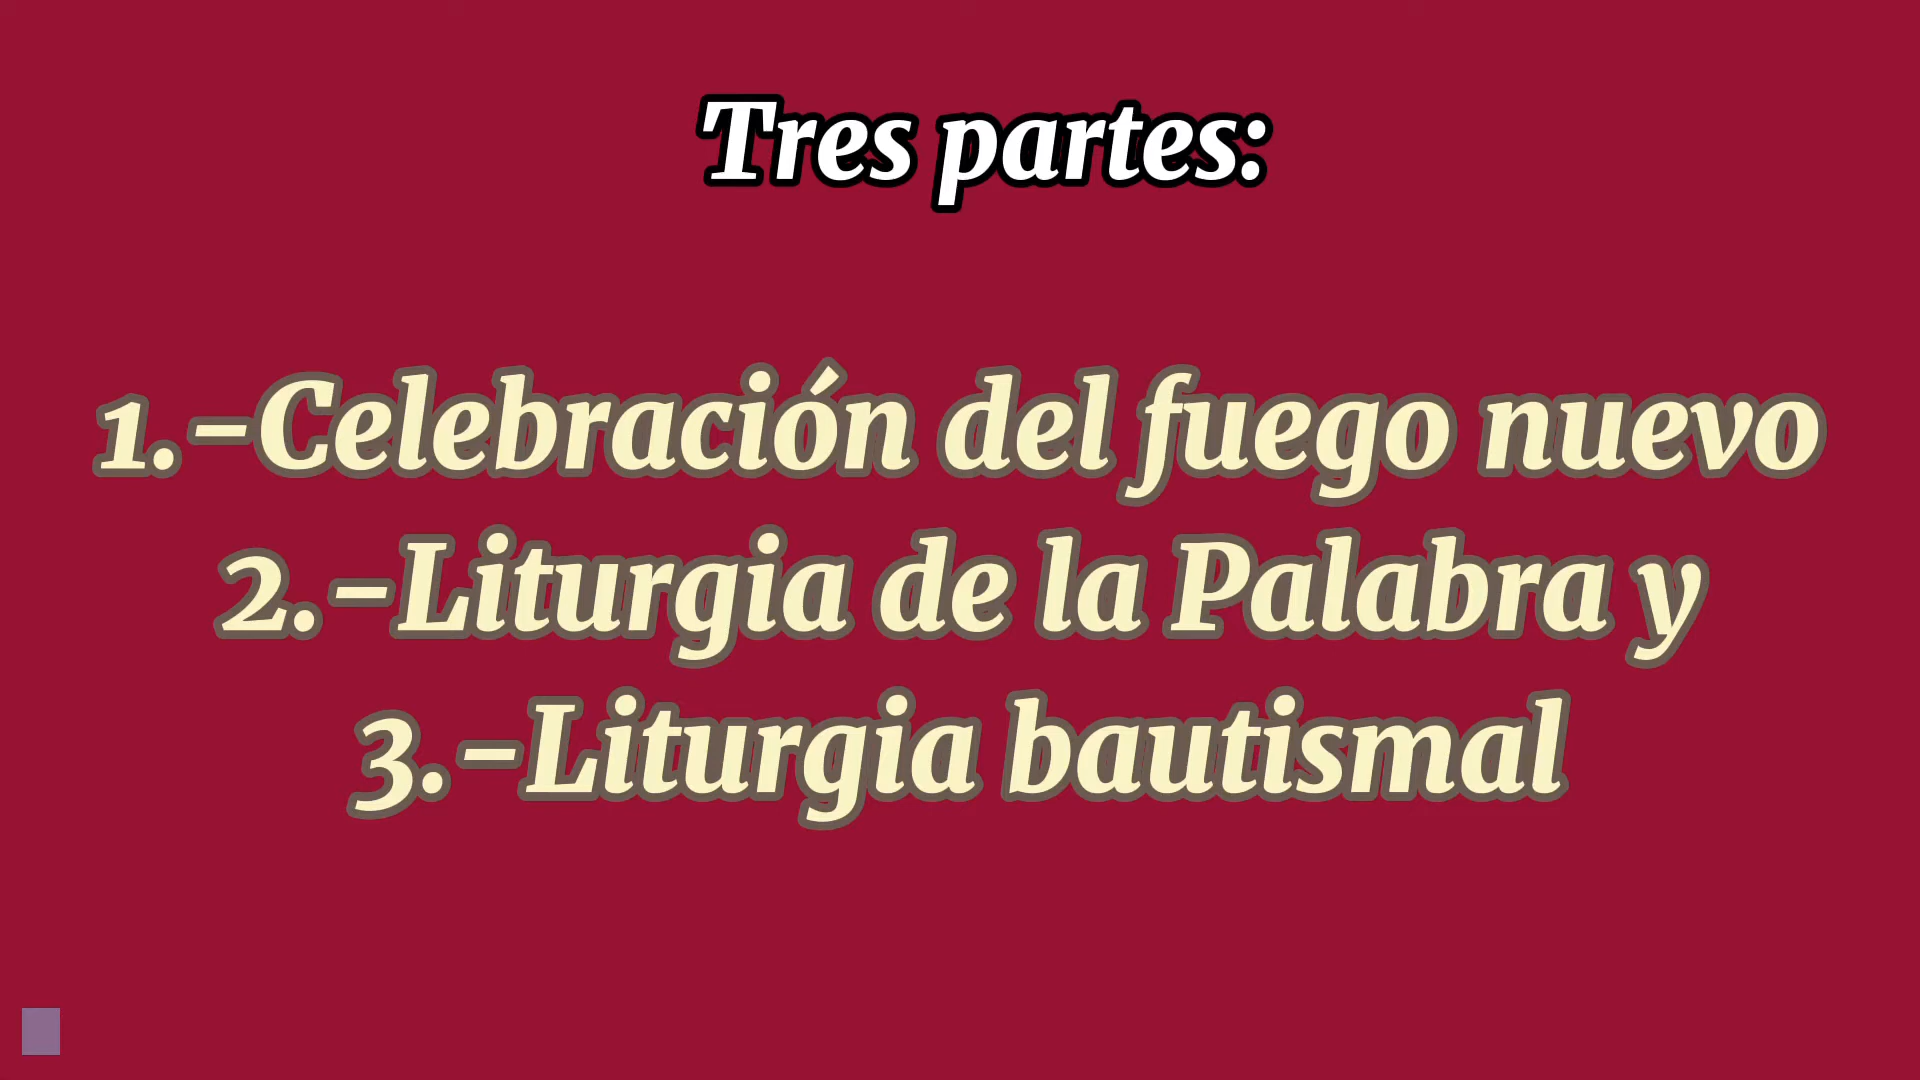 Tres partes:
1.-Celebración del fuego nuevo
2.-Liturgia de la Palabra y
3.-Liturgia bautismal